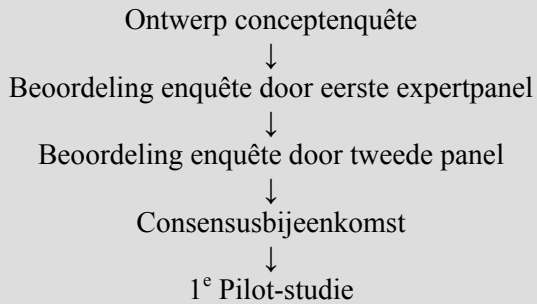 Ontwerp conceptenquête
↓
Beoordeling enquête door eerste expertpanel
↓
Beoordeling enquête door tweede panel
↓
Consensusbijeenkomst
↓
1e Pilot-studie